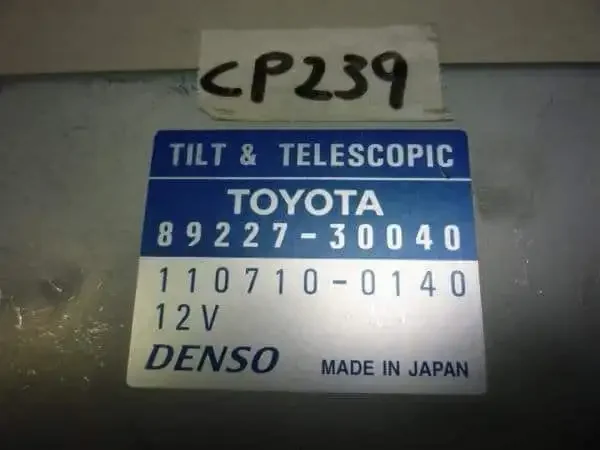 CP239
TILT & TELESCOPIC
TOYOTA
89227-30040
110710-0140
12V
DENSO MADE IN JAPAN